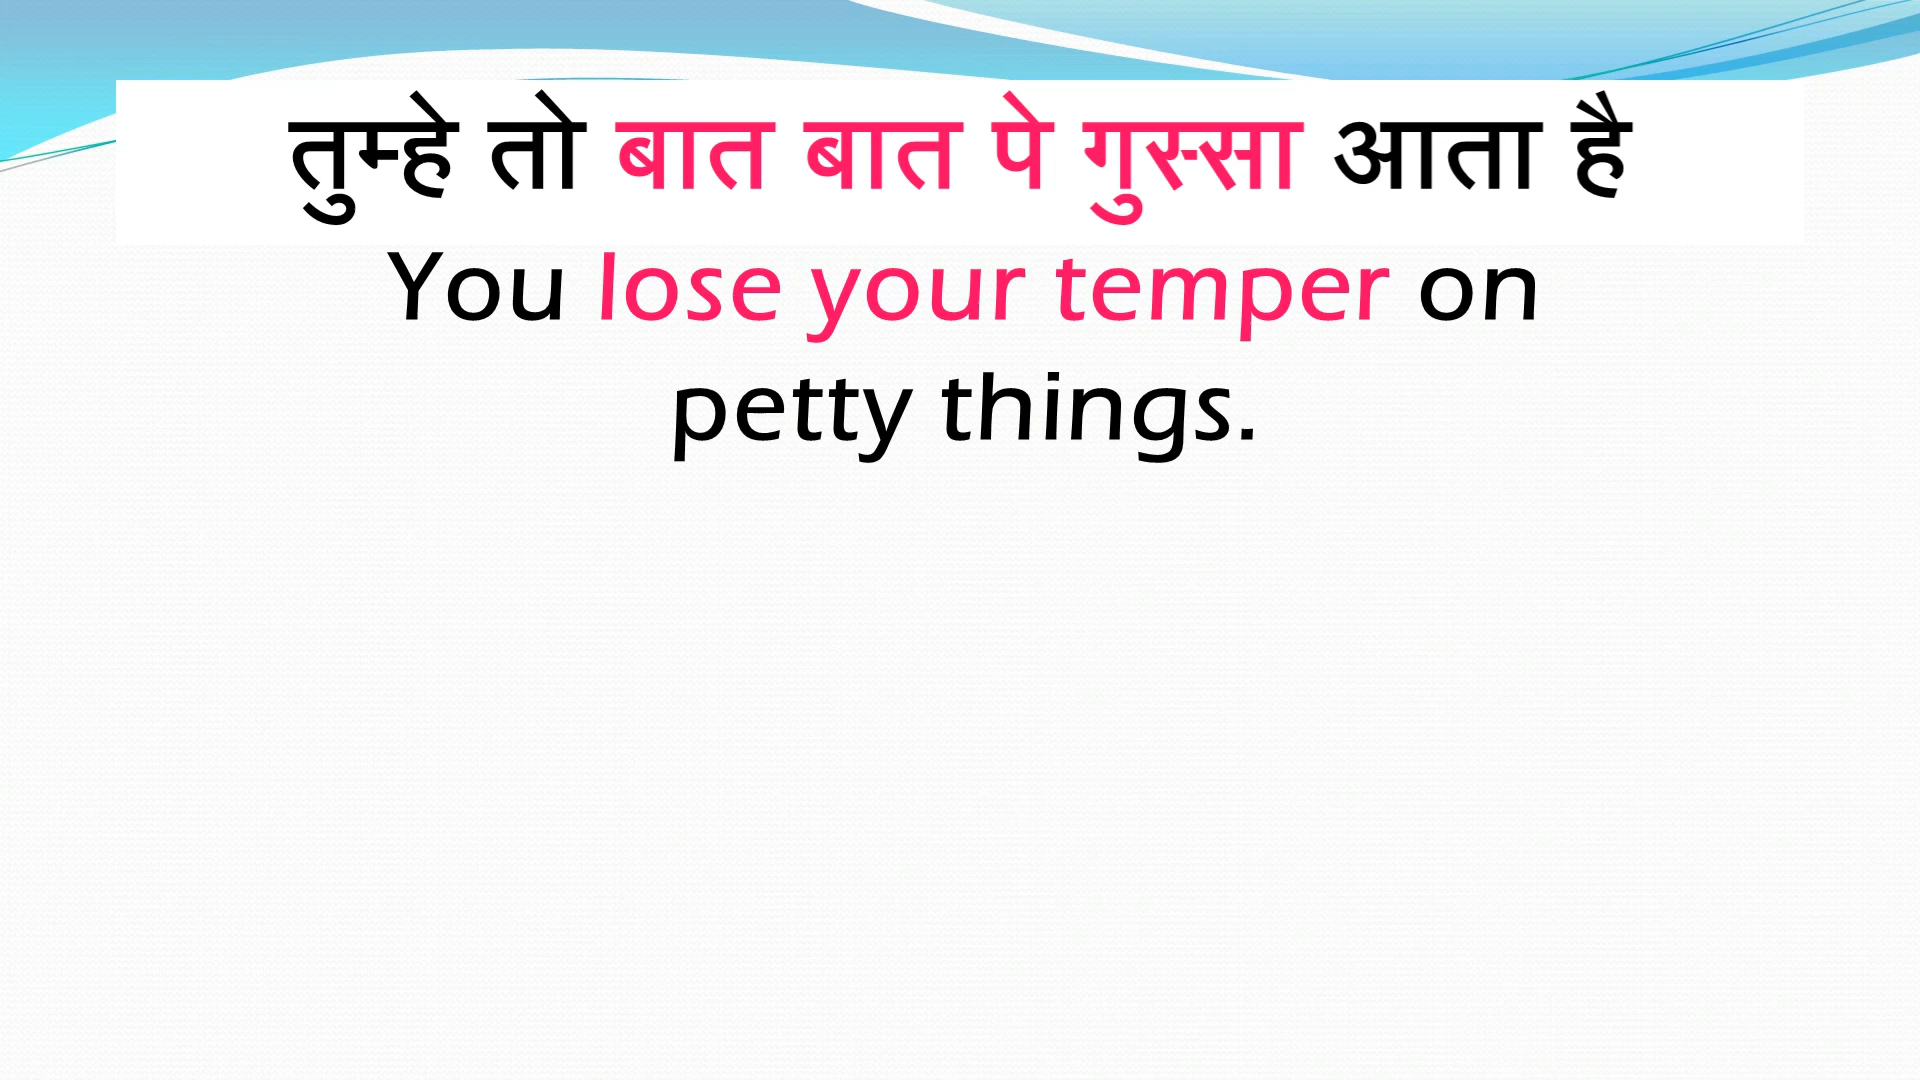 तुम्हे तो बात बात पे गुस्सा आता है
You lose your temper on
petty things.